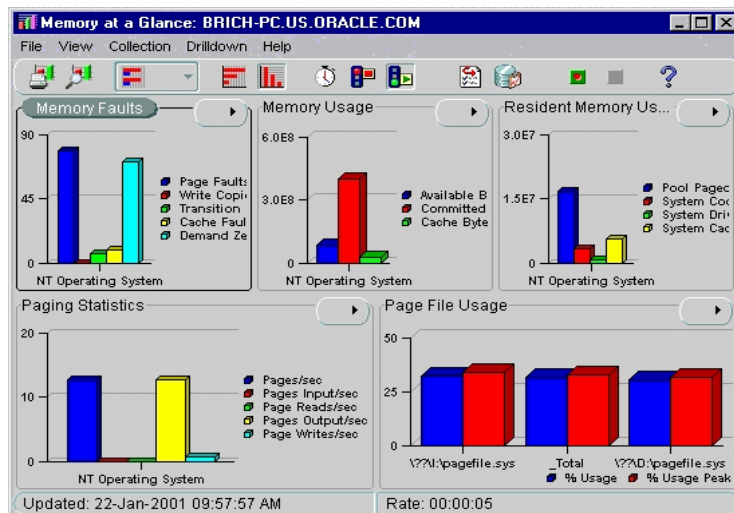 Memory at a Glance: BRICH-PC.US.ORACLE.COM
File View Collection Drilldown Help
Memory Faults
90
45
0
Page Faults
Write Copi
Transition
Cache Faul
Demand Ze
NT Operating System
Memory Usage
6.0E8
3.0E8
0
Available B
Committed
Cache Byte
NT Operating System
Resident Memory Us...
3.0E7
1.5E7
0
Pool Paged
System Co
System Dri
System Cac
NT Operating System
Paging Statistics
20
10
0
Pages/sec
Pages Input/sec
Page Reads/sec
Pages Output/sec
Page Writes/sec
NT Operating System
Page File Usage
50
25
0
\??\I:\pagefile.sys _Total \??\D:\pagefile.sys
% Usage % Usage Peak
Updated: 22-Jan-2001 09:57:57 AM
Rate: 00:00:05